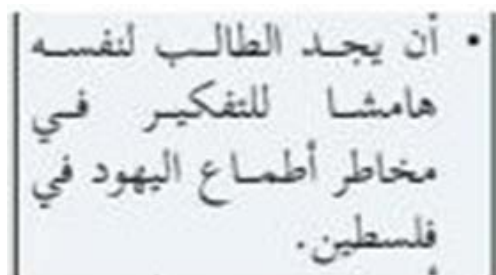 • أن يجد الطالب لنفسه
هامشا للتفكير في
مخاطر أطماع اليهود في
فلسطين.